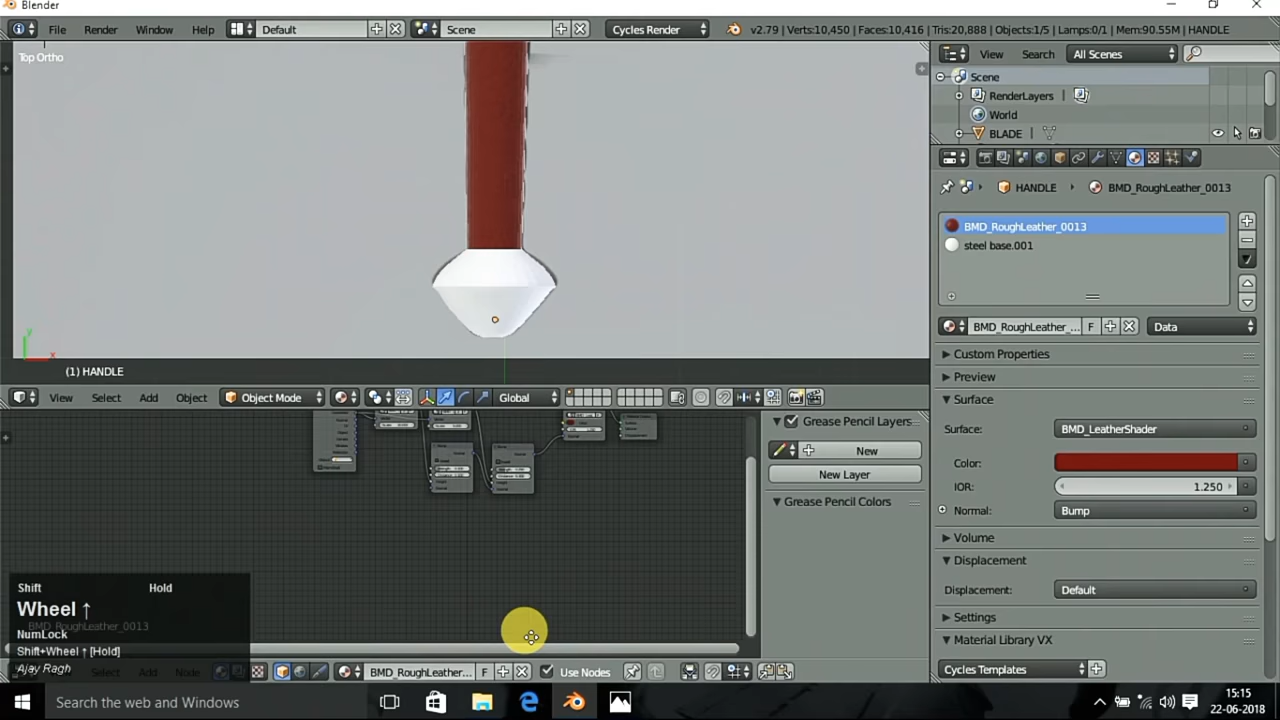 Blender
File Render Window Help Default Scene Cycles Render v2.79 | Verts:10,450 | Faces:10,416 | Tris:20,888 | Objects:1/5 | Lamps:0/1 | Mem:90.55M | HANDLE
Top Ortho
View Search All Scenes
Scene
RenderLayers
World
BLADE
HANDLE BMD_RoughLeather_0013
BMD_RoughLeather_0013
steel base.001
BMD_RoughLeather_... F Data
Custom Properties
Preview
Surface
Surface: BMD_LeatherShader
Color:
IOR: 1.250
Normal: Bump
Volume
Displacement
Displacement: Default
Settings
Material Library VX
Cycles Templates
y
x
(1) HANDLE
View Select Add Object Object Mode Global
Grease Pencil Layers
New
New Layer
Grease Pencil Colors
Shift Hold
Wheel ↑
BMD_RoughLeather_0013
NumLock
Shift+Wheel ↑ [Hold]
Ajay Ragh
Select Add Node BMD_RoughLeather... F Use Nodes
Search the web and Windows
15:15
22-06-2018